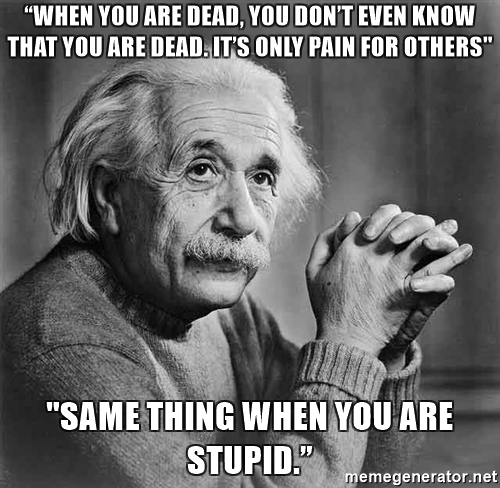 “WHEN YOU ARE DEAD, YOU DON’T EVEN KNOW
THAT YOU ARE DEAD. IT’S ONLY PAIN FOR OTHERS"
"SAME THING WHEN YOU ARE
STUPID.”
memegenerator.net